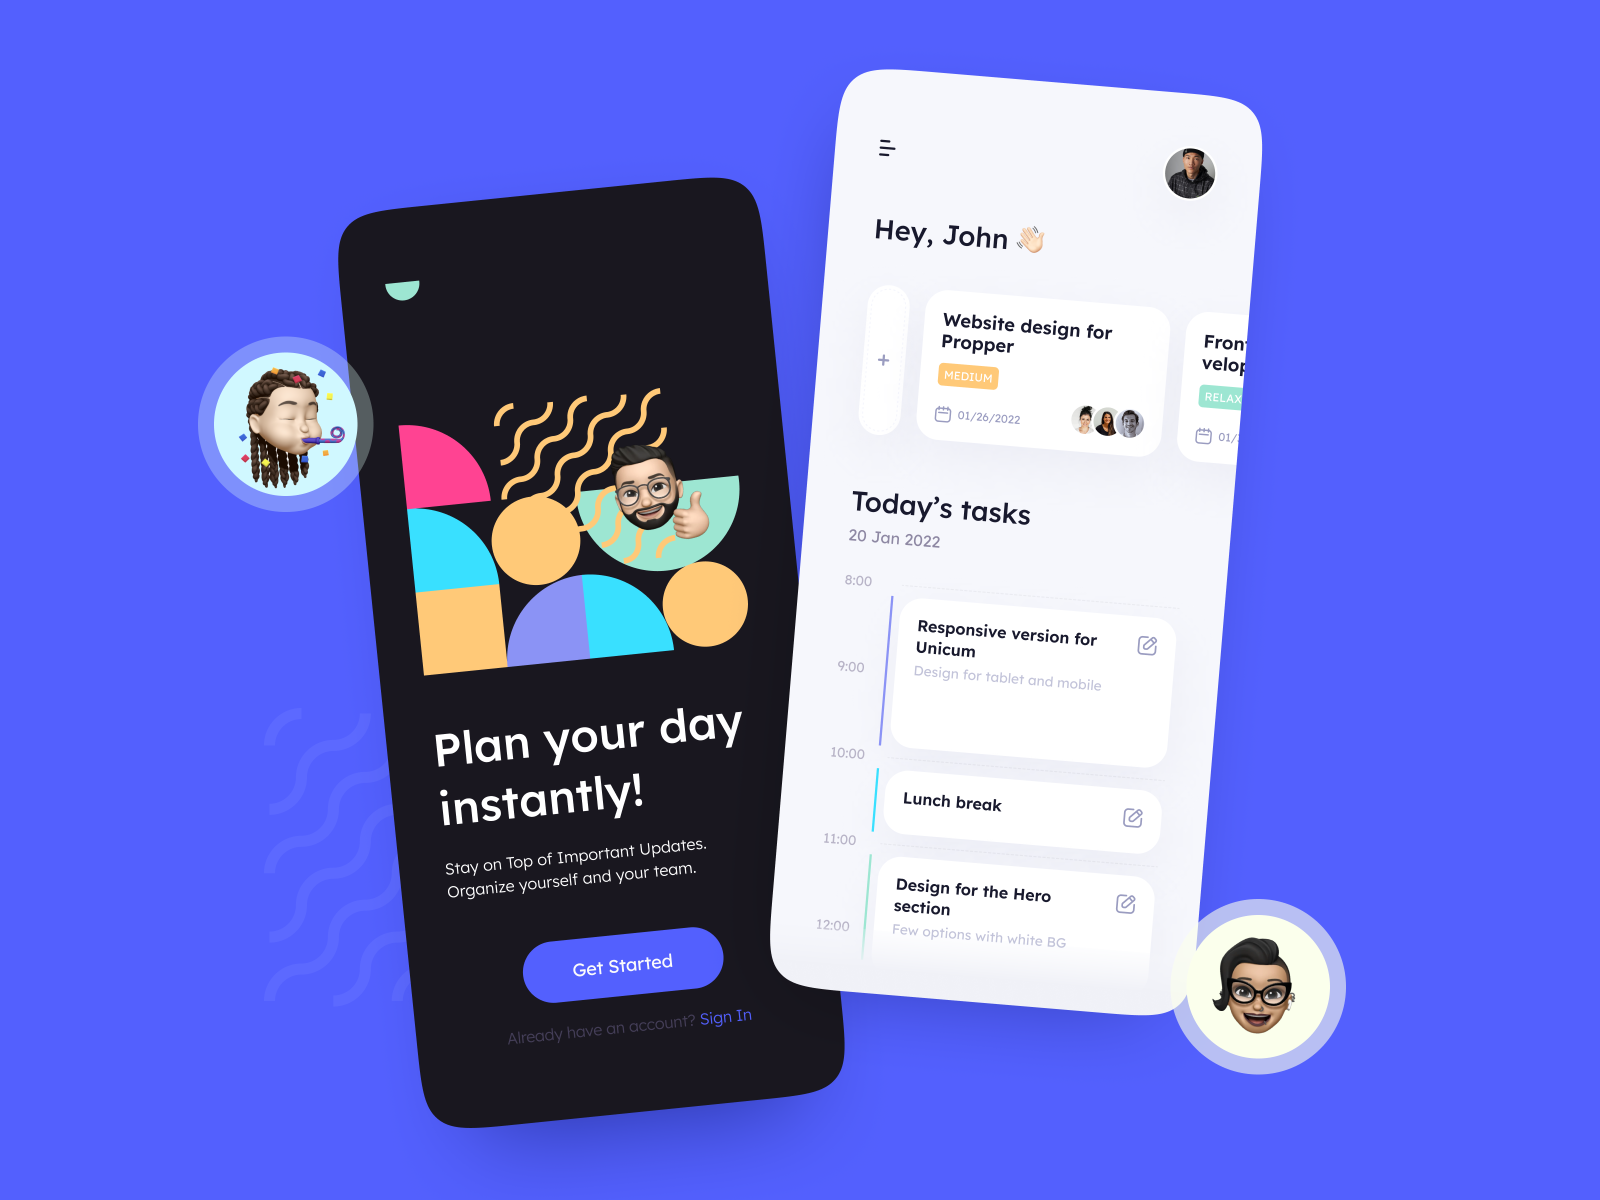 Plan your day
instantly!
Stay on Top of Important Updates.
Organize yourself and your team.
Get Started
Already have an account? Sign In
Hey, John 👋🏻
+
Website design for
Propper
MEDIUM
01/26/2022
Fron
velop
RELAX
01/
Today’s tasks
20 Jan 2022
8:00
Responsive version for
Unicum
Design for tablet and mobile
9:00
10:00
Lunch break
11:00
Design for the Hero
section
Few options with white BG
12:00